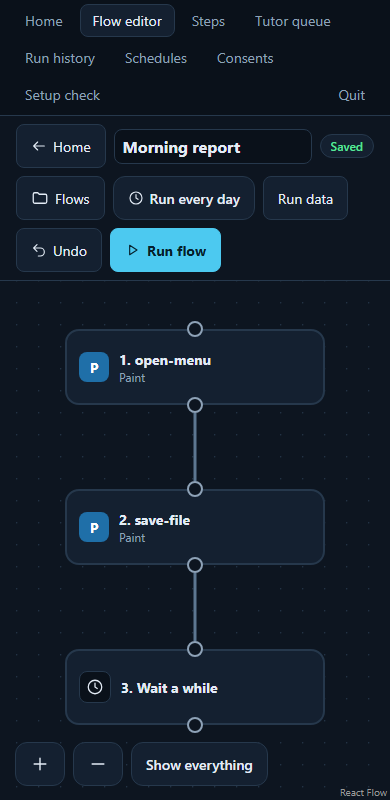 Home Flow editor Steps Tutor queue
Run history Schedules Consents
Setup check Quit
Home Morning report Saved
Flows Run every day Run data
Undo Run flow
P 1. open-menu
Paint
P 2. save-file
Paint
3. Wait a while
+ − Show everything
React Flow